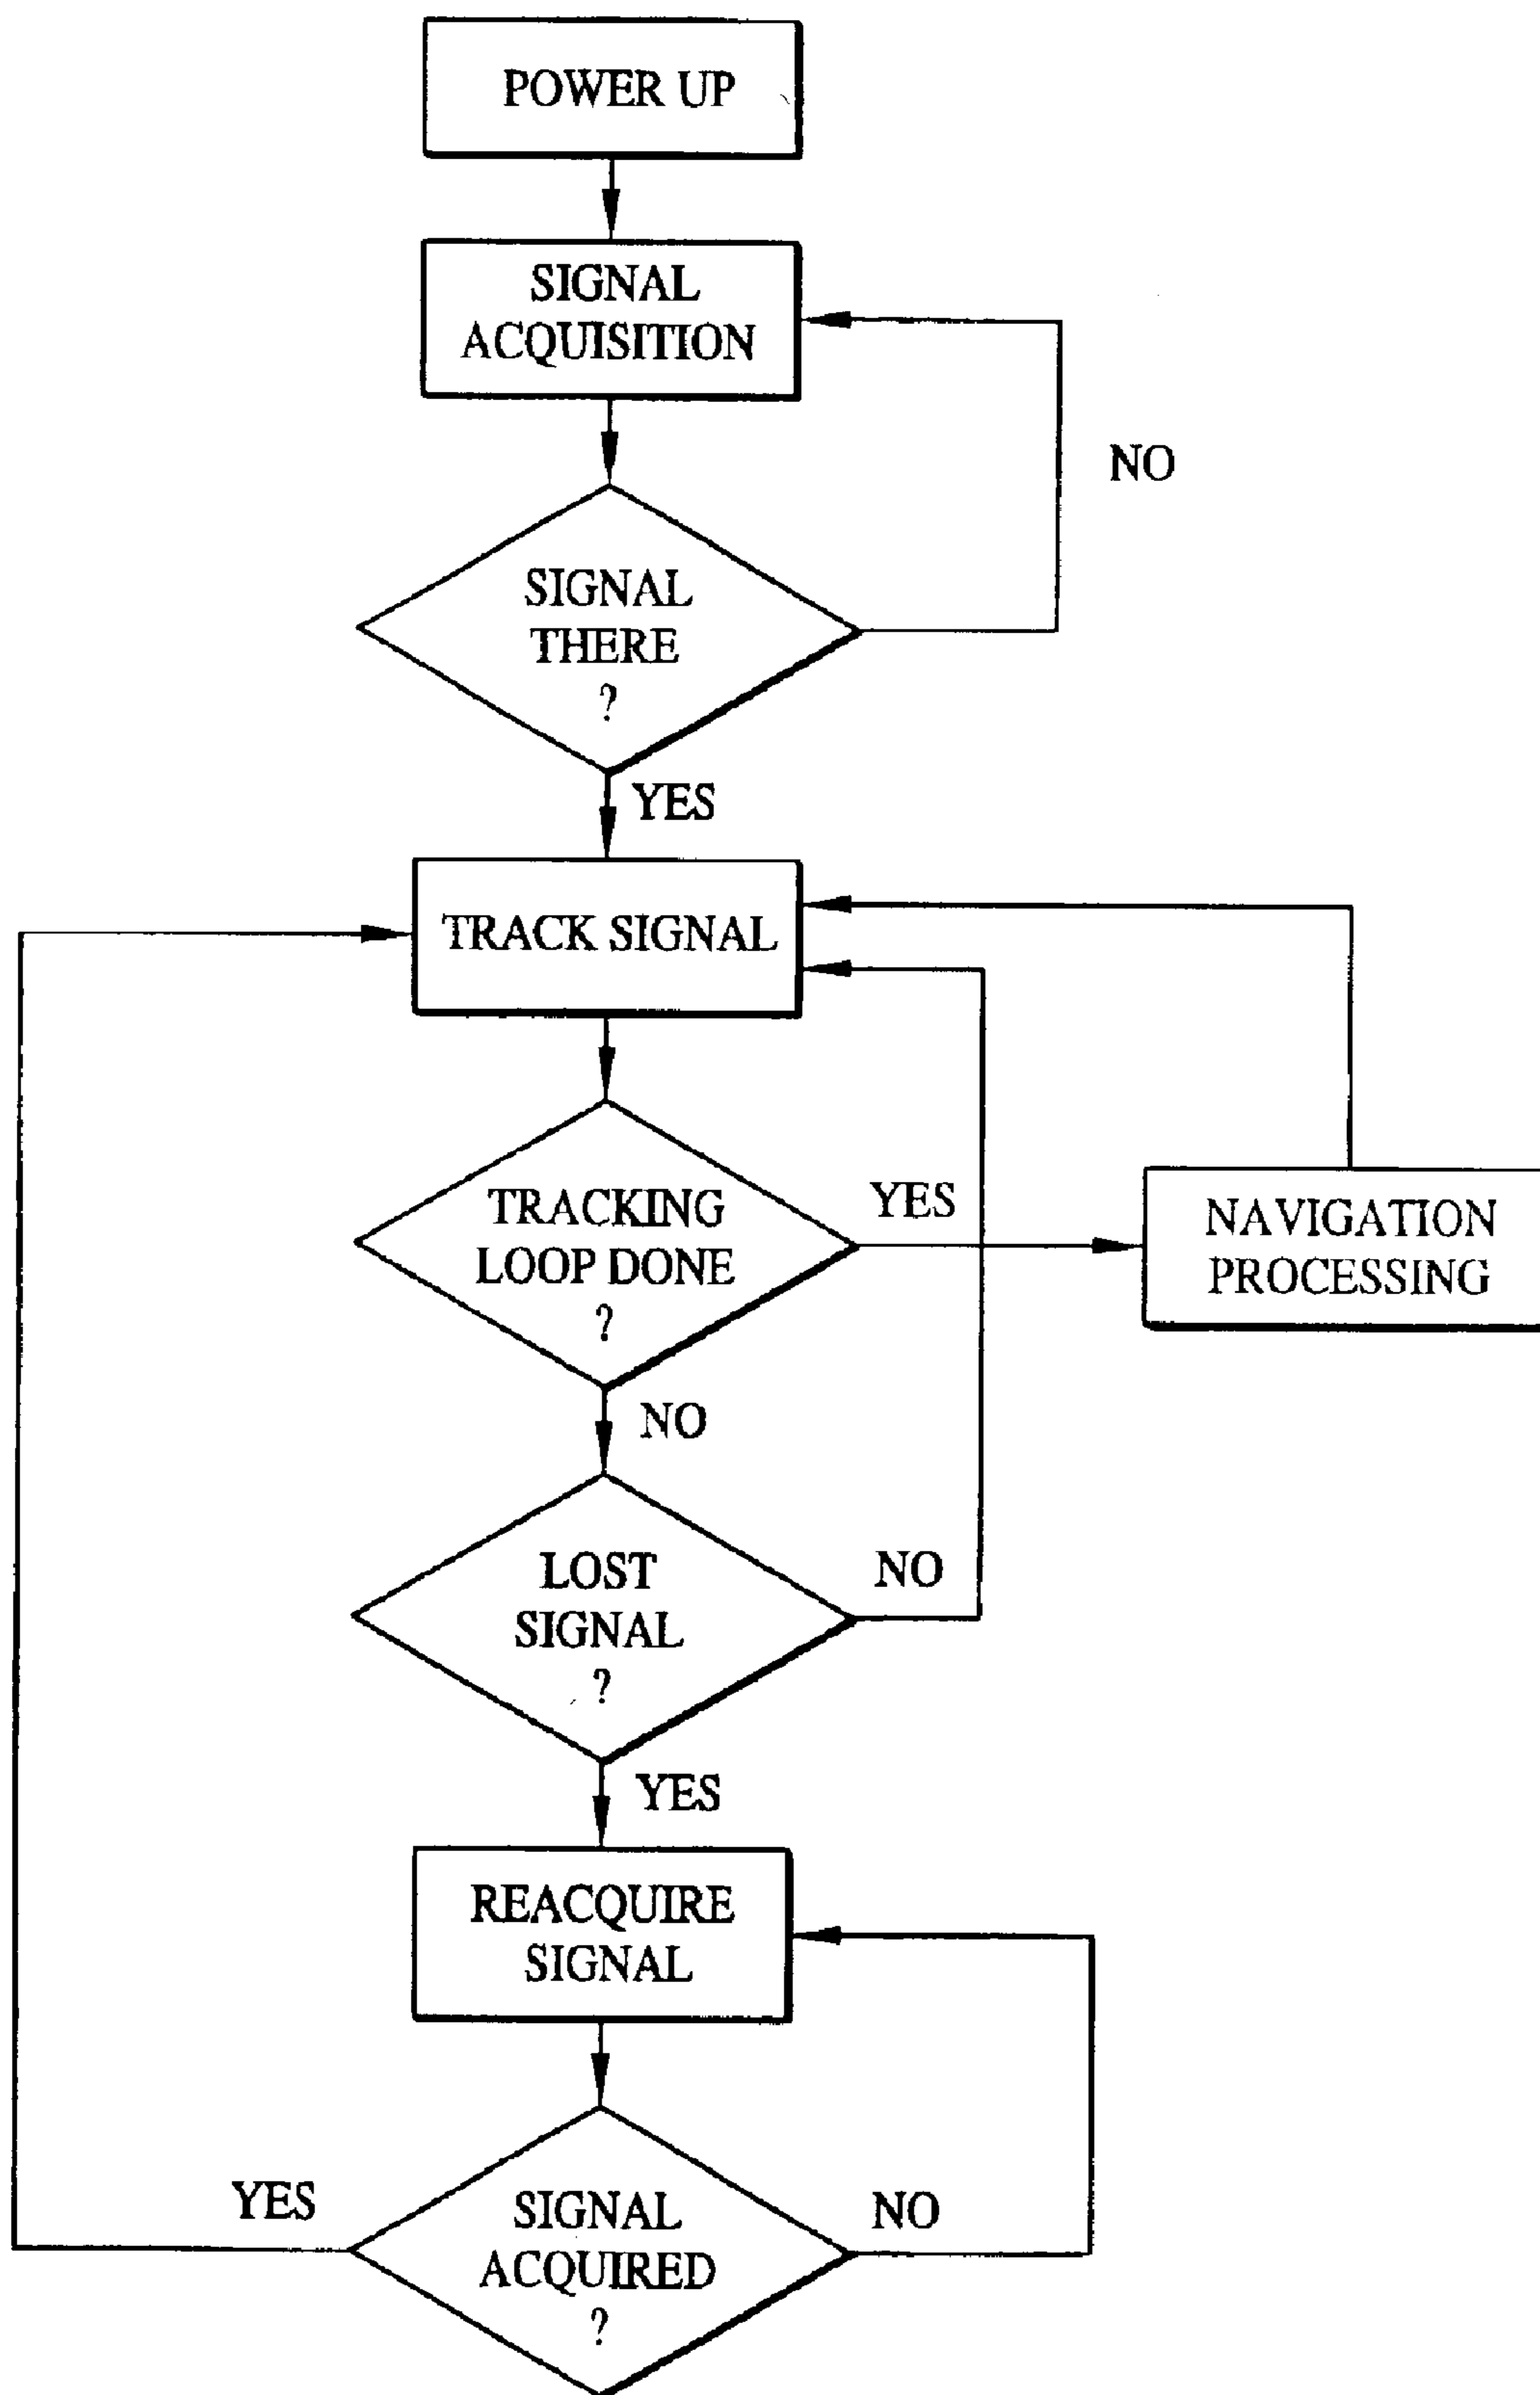 POWER UP
SIGNAL
ACQUISITION
NO
SIGNAL
THERE
?
YES
TRACK SIGNAL
TRACKING
LOOP DONE
?
YES
NAVIGATION
PROCESSING
NO
LOST
SIGNAL
?
NO
YES
REACQUIRE
SIGNAL
YES
SIGNAL
ACQUIRED
?
NO